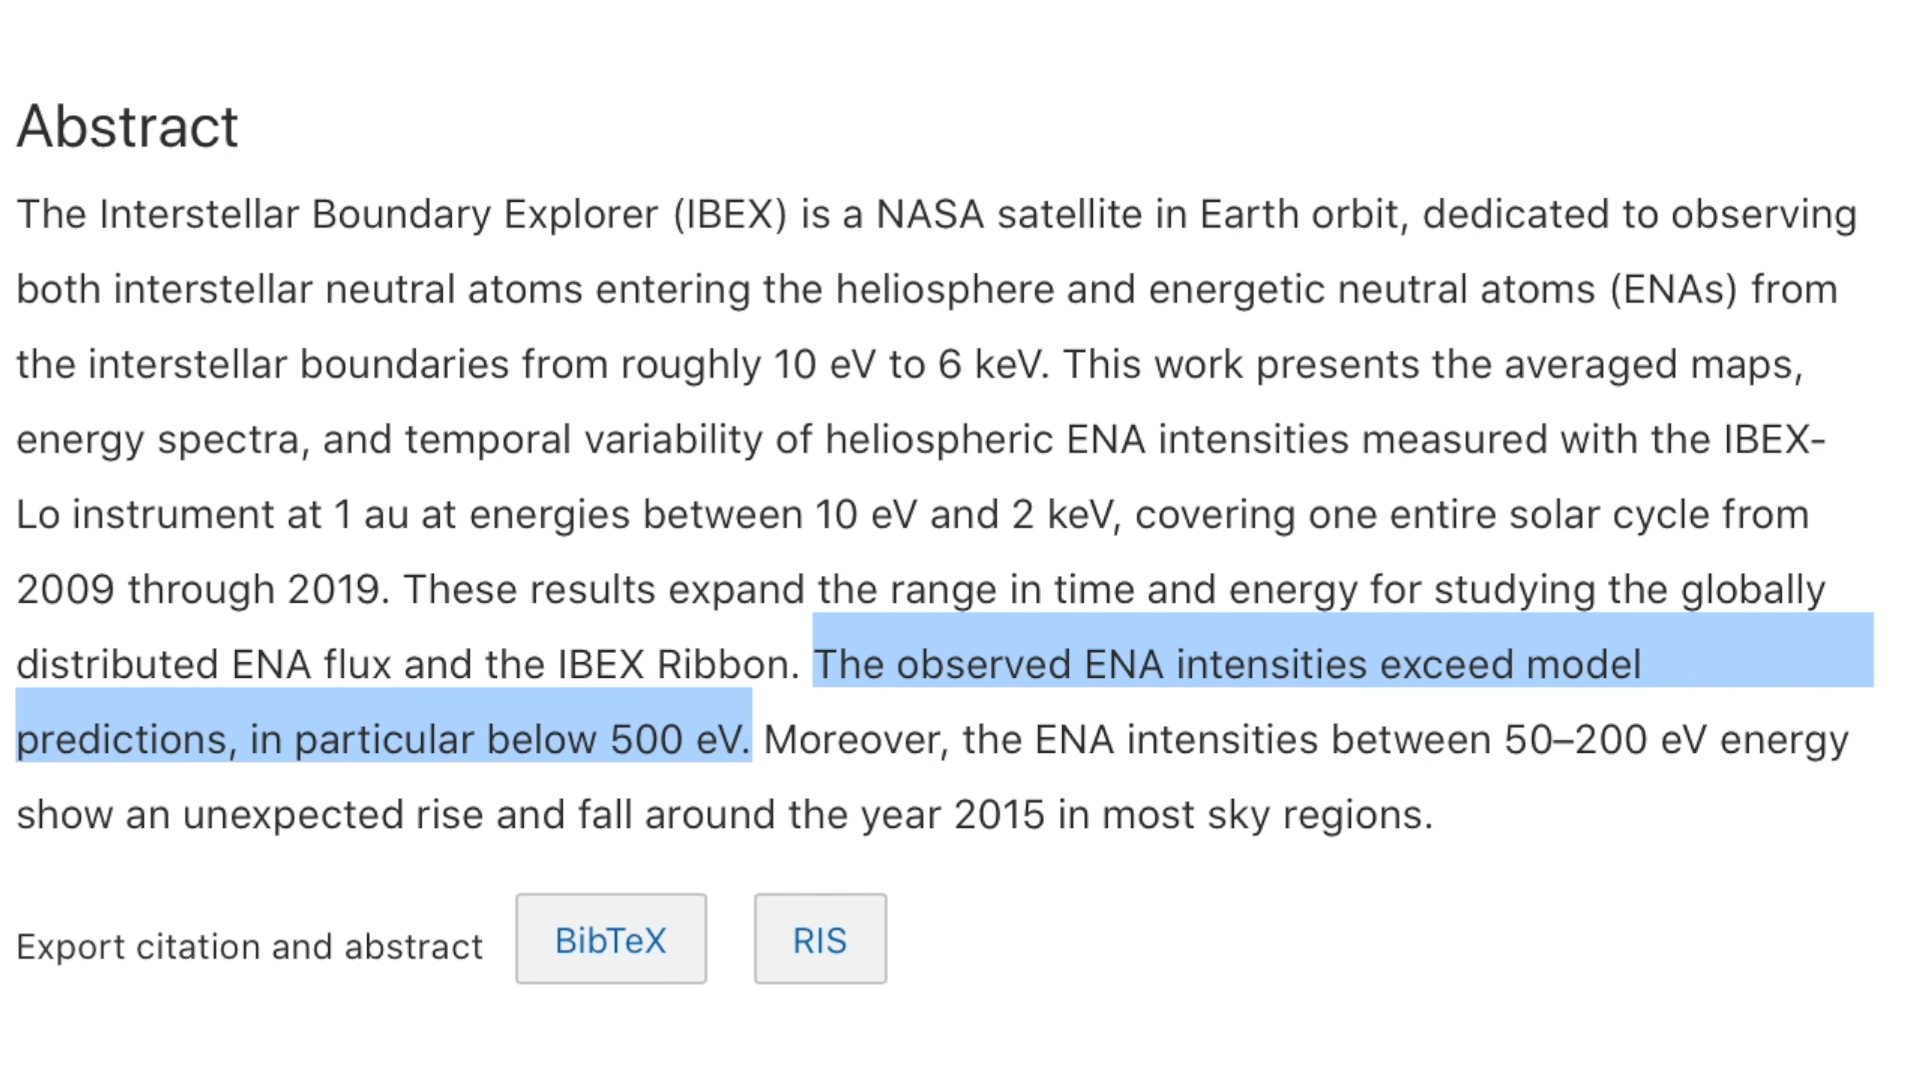 Abstract
The Interstellar Boundary Explorer (IBEX) is a NASA satellite in Earth orbit, dedicated to observing
both interstellar neutral atoms entering the heliosphere and energetic neutral atoms (ENAs) from
the interstellar boundaries from roughly 10 eV to 6 keV. This work presents the averaged maps,
energy spectra, and temporal variability of heliospheric ENA intensities measured with the IBEX-
Lo instrument at 1 au at energies between 10 eV and 2 keV, covering one entire solar cycle from
2009 through 2019. These results expand the range in time and energy for studying the globally
distributed ENA flux and the IBEX Ribbon. The observed ENA intensities exceed model
predictions, in particular below 500 eV. Moreover, the ENA intensities between 50–200 eV energy
show an unexpected rise and fall around the year 2015 in most sky regions.
Export citation and abstract BibTeX RIS